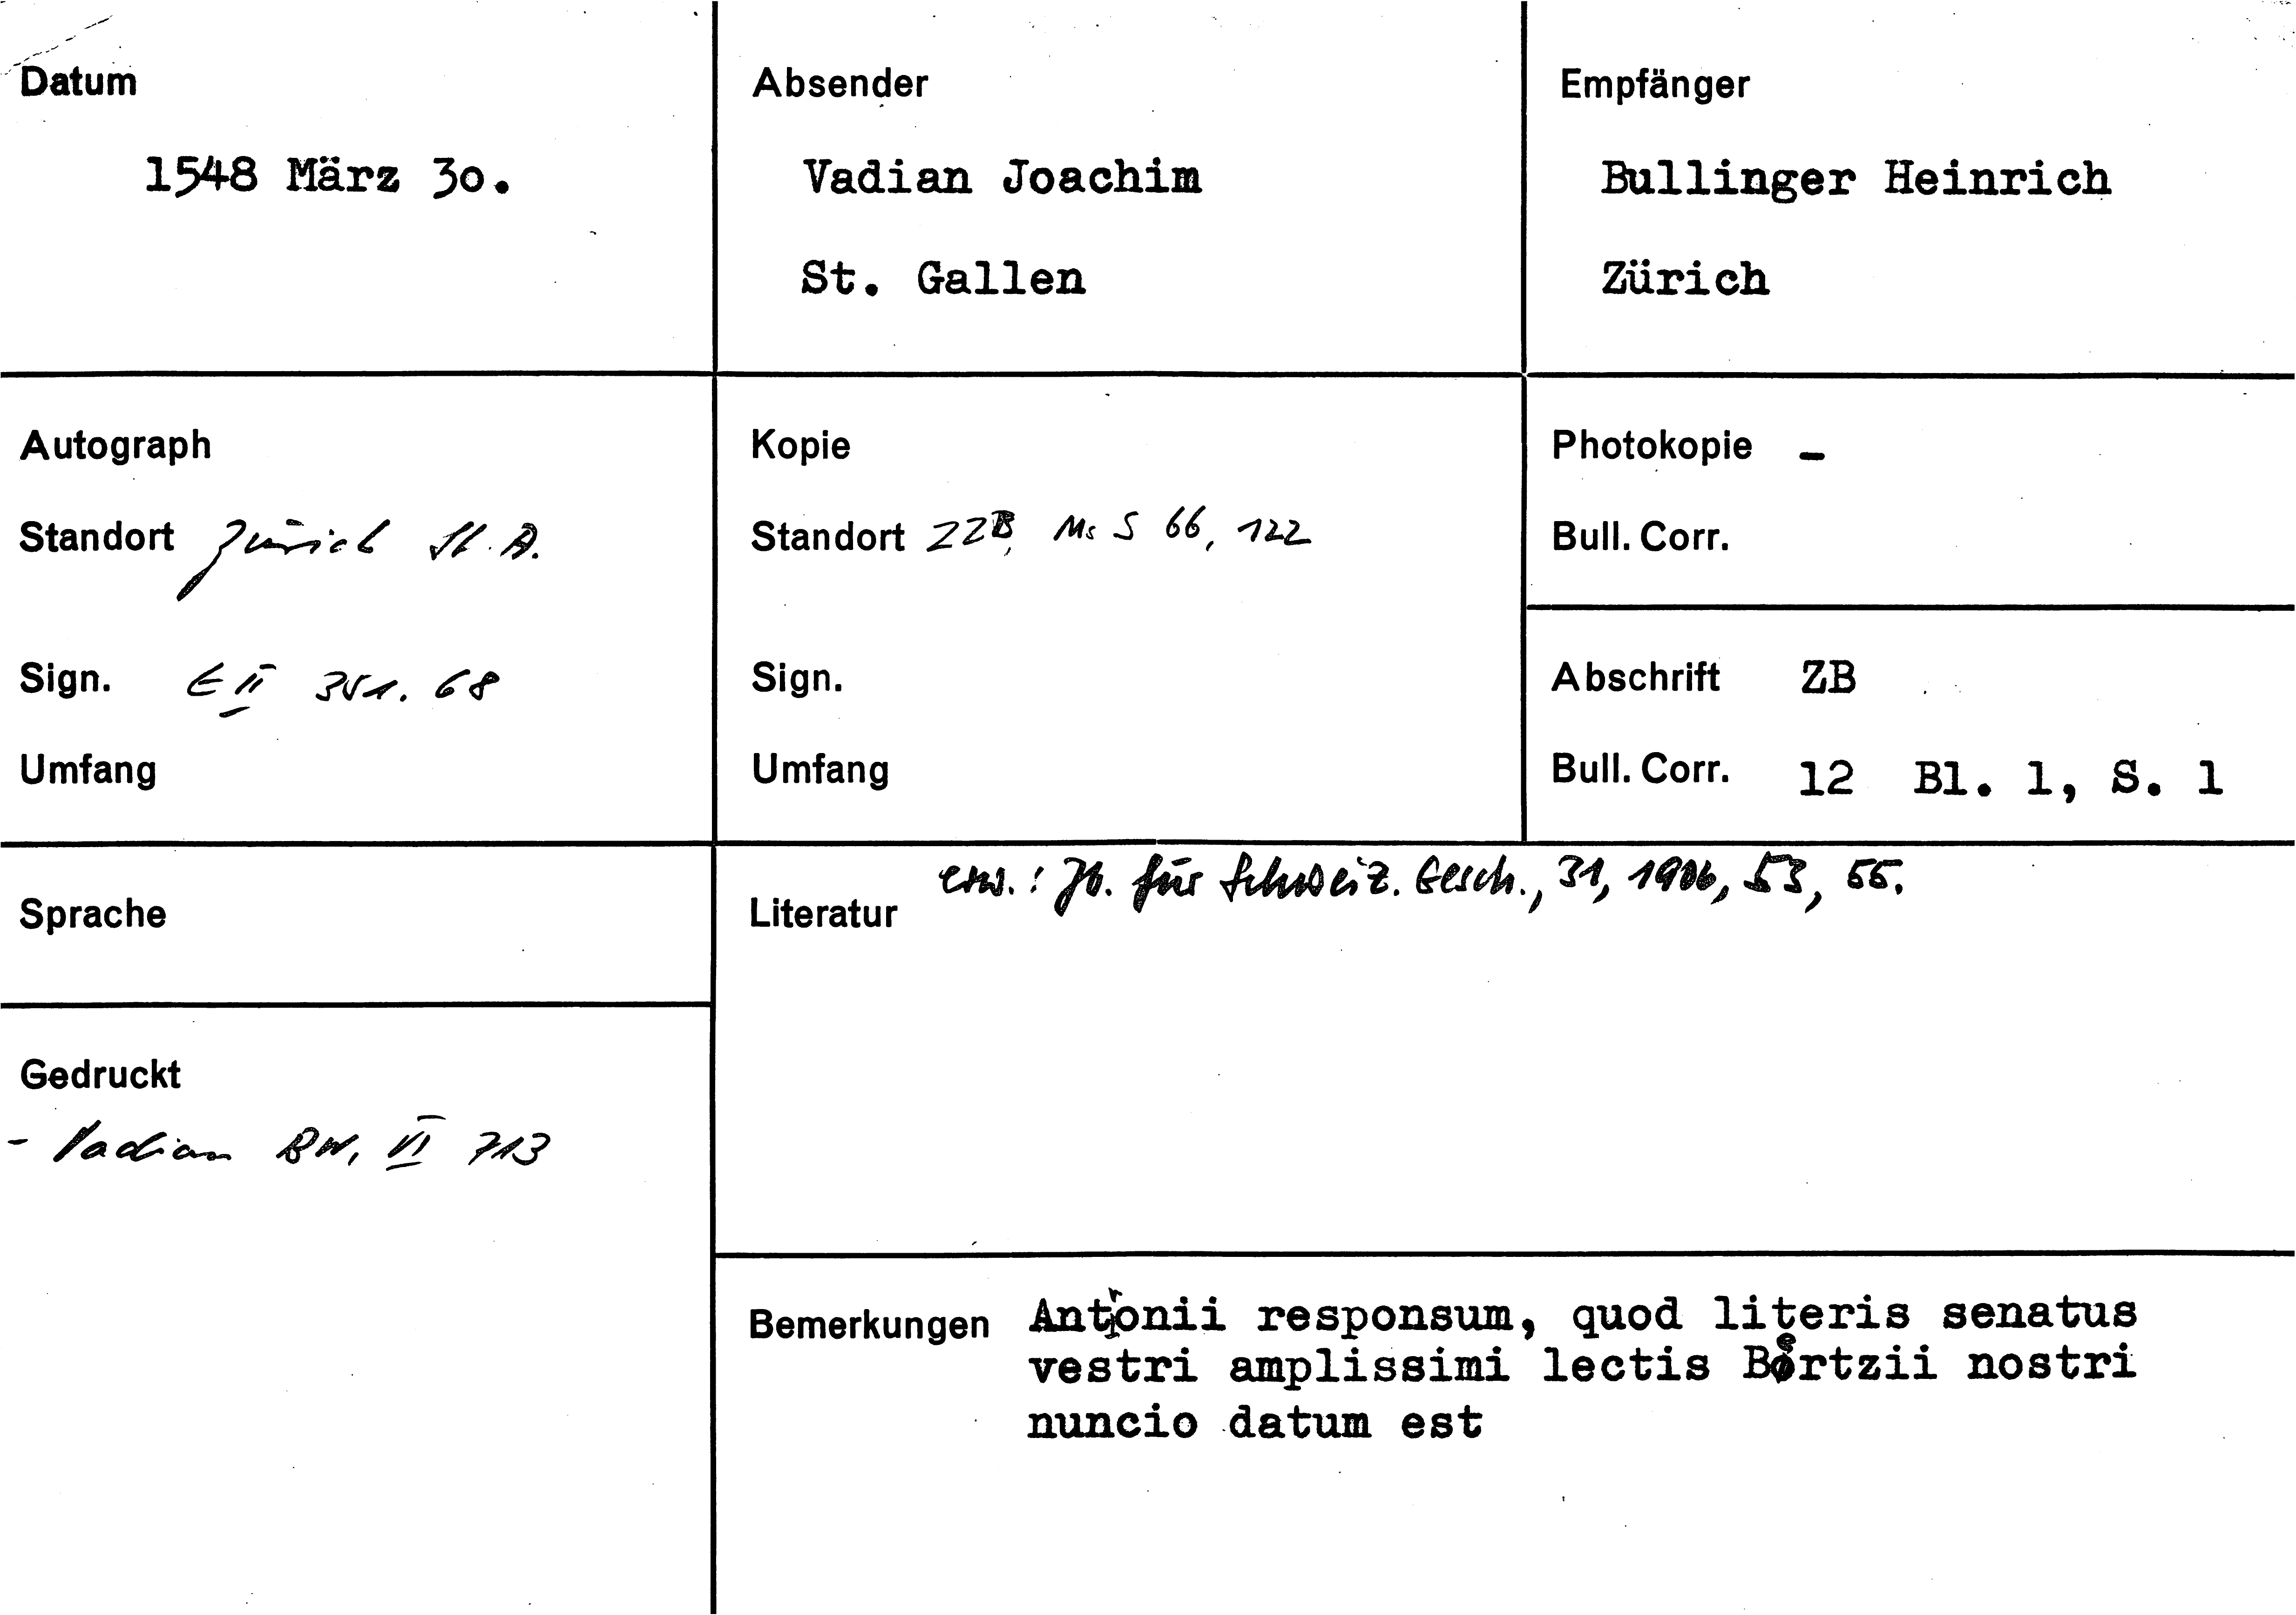 Datum
1548 März 30.
Absender
Vadian Joachim
St. Gallen
Empfänger
Bullinger Heinrich
Zürich
Autograph
Standort Zürich St. A.
Sign. E II 351. 68
Umfang
Kopie
Standort ZZB, Ms S 66, 122
Sign.
Umfang
Photokopie -
Bull. Corr.
Abschrift ZB
Bull. Corr. 12 Bl. 1, S. 1
Sprache
Gedruckt
- Vadian BW, VI 713
Literatur erw.: Jb. für Schweiz. Gesch., 31, 1906, 53, 55.
Bemerkungen Antronii responsum, quod literis senatus
vestri amplissimi lectis Bertzii nostri
nuncio datum est